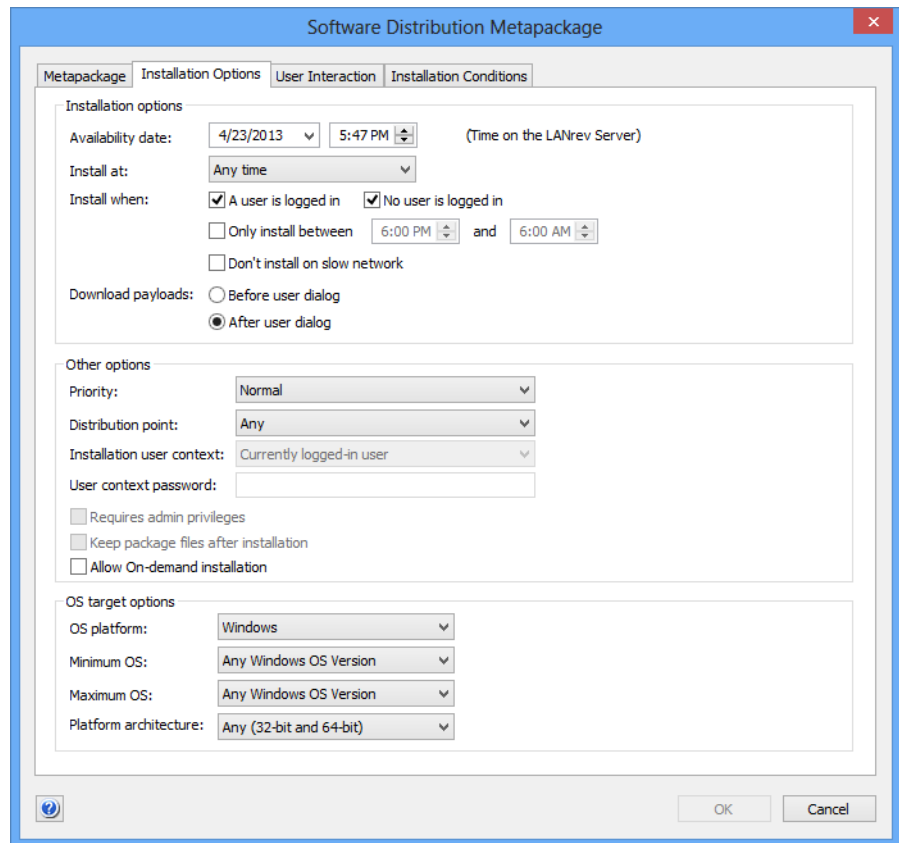 Software Distribution Metapackage
Metapackage Installation Options User Interaction Installation Conditions
Installation options
Availability date: 4/23/2013 5:47 PM (Time on the LANrev Server)
Install at: Any time
Install when: A user is logged in No user is logged in
Only install between 6:00 PM and 6:00 AM
Don't install on slow network
Download payloads: Before user dialog
After user dialog
Other options
Priority: Normal
Distribution point: Any
Installation user context: Currently logged-in user
User context password:
Requires admin privileges
Keep package files after installation
Allow On-demand installation
OS target options
OS platform: Windows
Minimum OS: Any Windows OS Version
Maximum OS: Any Windows OS Version
Platform architecture: Any (32-bit and 64-bit)
? OK Cancel